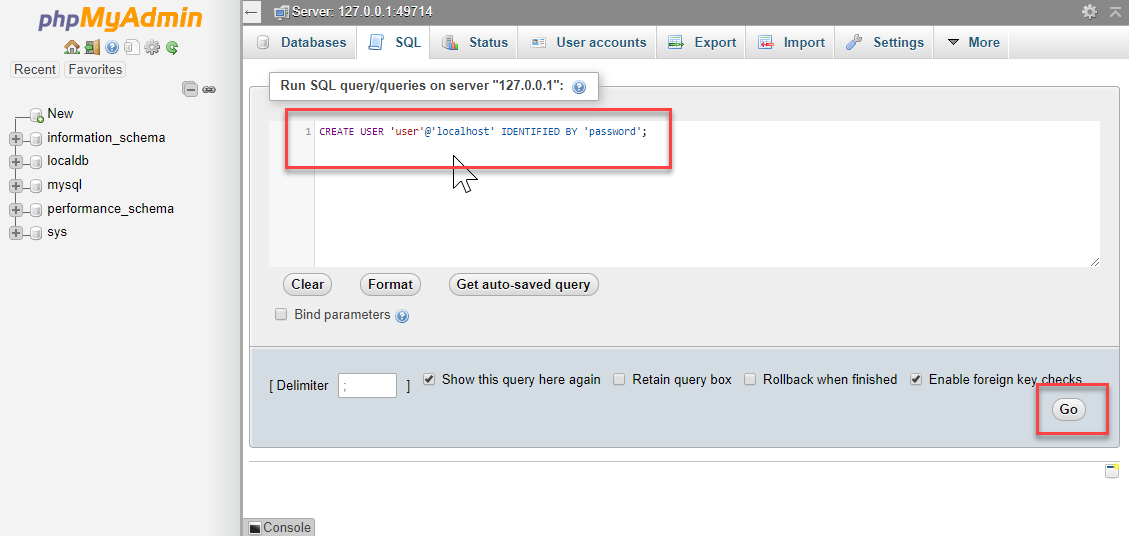 phpMyAdmin
Recent Favorites
New
information_schema
localdb
mysql
performance_schema
sys
Server: 127.0.0.1:49714
Databases SQL Status User accounts Export Import Settings More
Run SQL query/queries on server "127.0.0.1":
1 CREATE USER 'user'@'localhost' IDENTIFIED BY 'password';
Clear Format Get auto-saved query
Bind parameters
[ Delimiter ; ] Show this query here again Retain query box Rollback when finished Enable foreign key checks
Go
Console